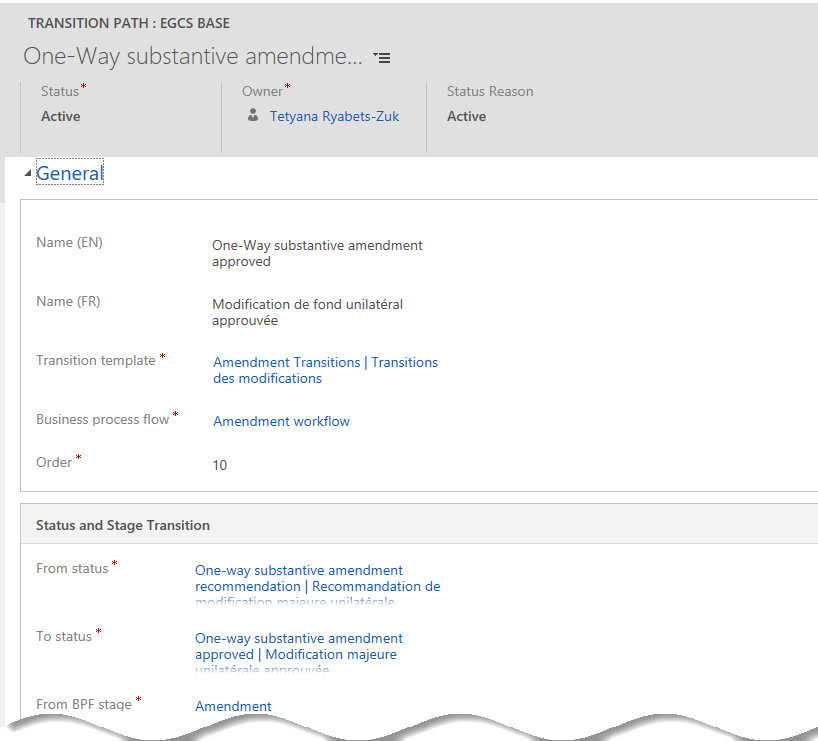 TRANSITION PATH : EGCS BASE
One-Way substantive amendme...
Status* Owner* Status Reason
Active Tetyana Ryabets-Zuk Active
General
Name (EN) One-Way substantive amendment
approved
Name (FR) Modification de fond unilatéral
approuvée
Transition template * Amendment Transitions | Transitions
des modifications
Business process flow * Amendment workflow
Order * 10
Status and Stage Transition
From status * One-way substantive amendment
recommendation | Recommandation de
modification majeure unilatérale
To status * One-way substantive amendment
approved | Modification majeure
unilatérale approuvée
From BPF stage * Amendment